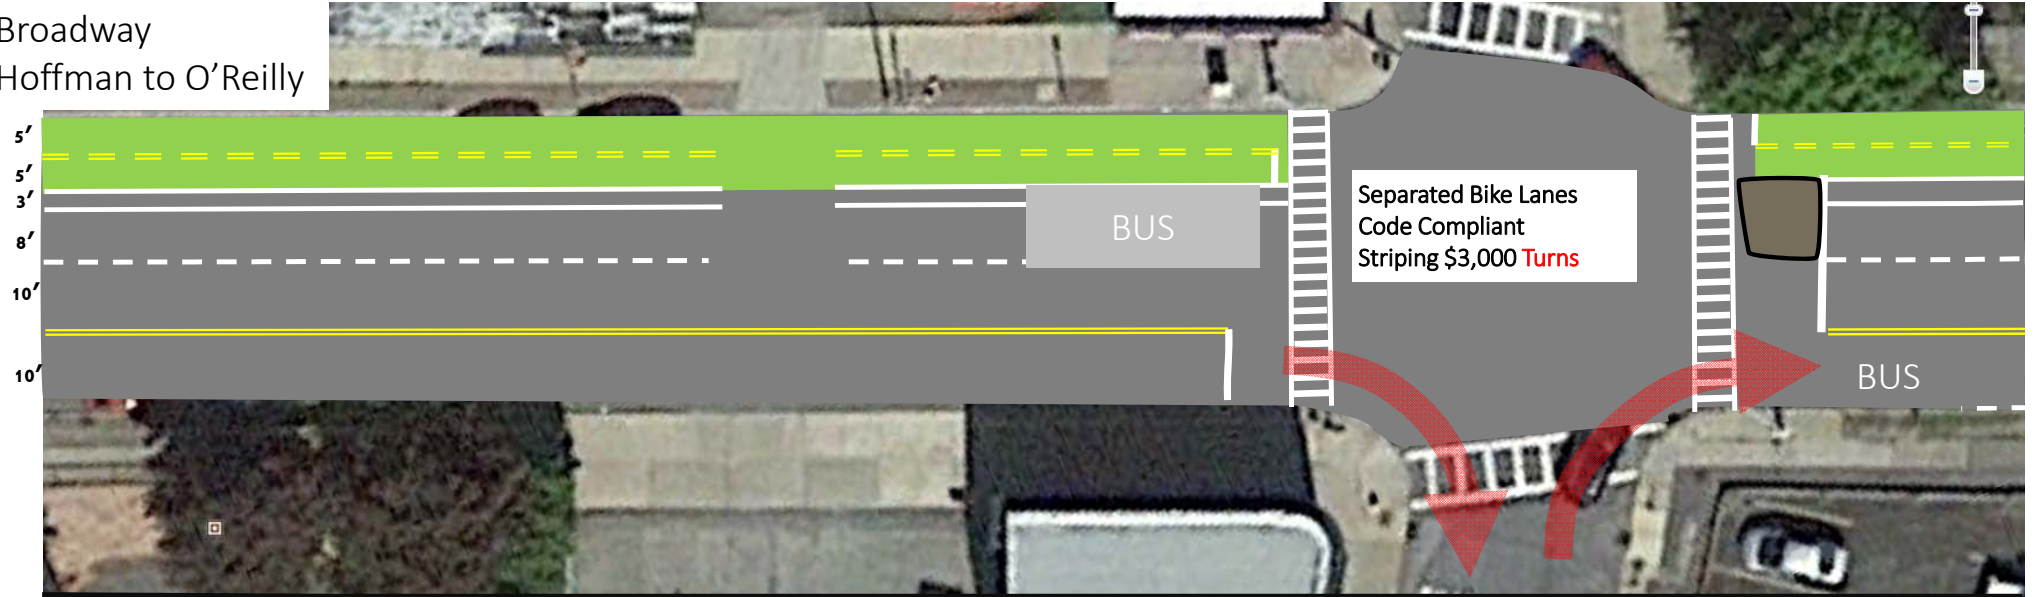 Broadway
Hoffman to O’Reilly
5’
5’
3’
8’
10’
10’
BUS
Separated Bike Lanes
Code Compliant
Striping $3,000 Turns
BUS